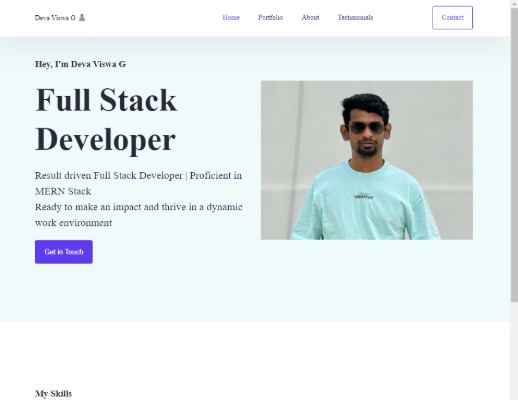 Deva Viswa G
Home Portfolio About Testimonials Contact
Hey, I'm Deva Viswa G
Full Stack
Developer
Result driven Full Stack Developer | Proficient in
MERN Stack
Ready to make an impact and thrive in a dynamic
work environment
Get in Touch
My Skills